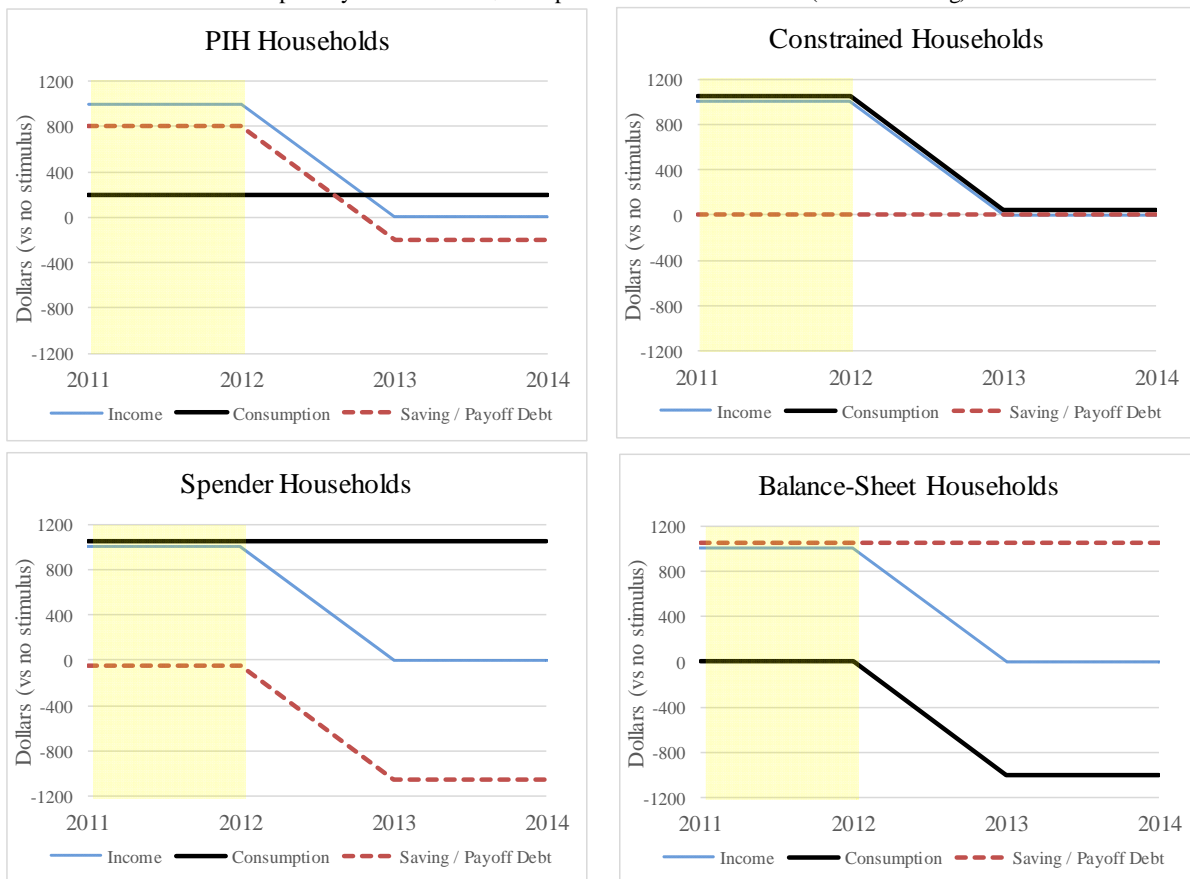 PIH Households
1200
800
400
0
-400
-800
-1200
Dollars (vs no stimulus)
2011 2012 2013 2014
Income Consumption Saving / Payoff Debt
Constrained Households
1200
800
400
0
-400
-800
-1200
Dollars (vs no stimulus)
2011 2012 2013 2014
Income Consumption Saving / Payoff Debt
Spender Households
1200
800
400
0
-400
-800
-1200
Dollars (vs no stimulus)
2011 2012 2013 2014
Income Consumption Saving / Payoff Debt
Balance-Sheet Households
1200
800
400
0
-400
-800
-1200
Dollars (vs no stimulus)
2011 2012 2013 2014
Income Consumption Saving / Payoff Debt